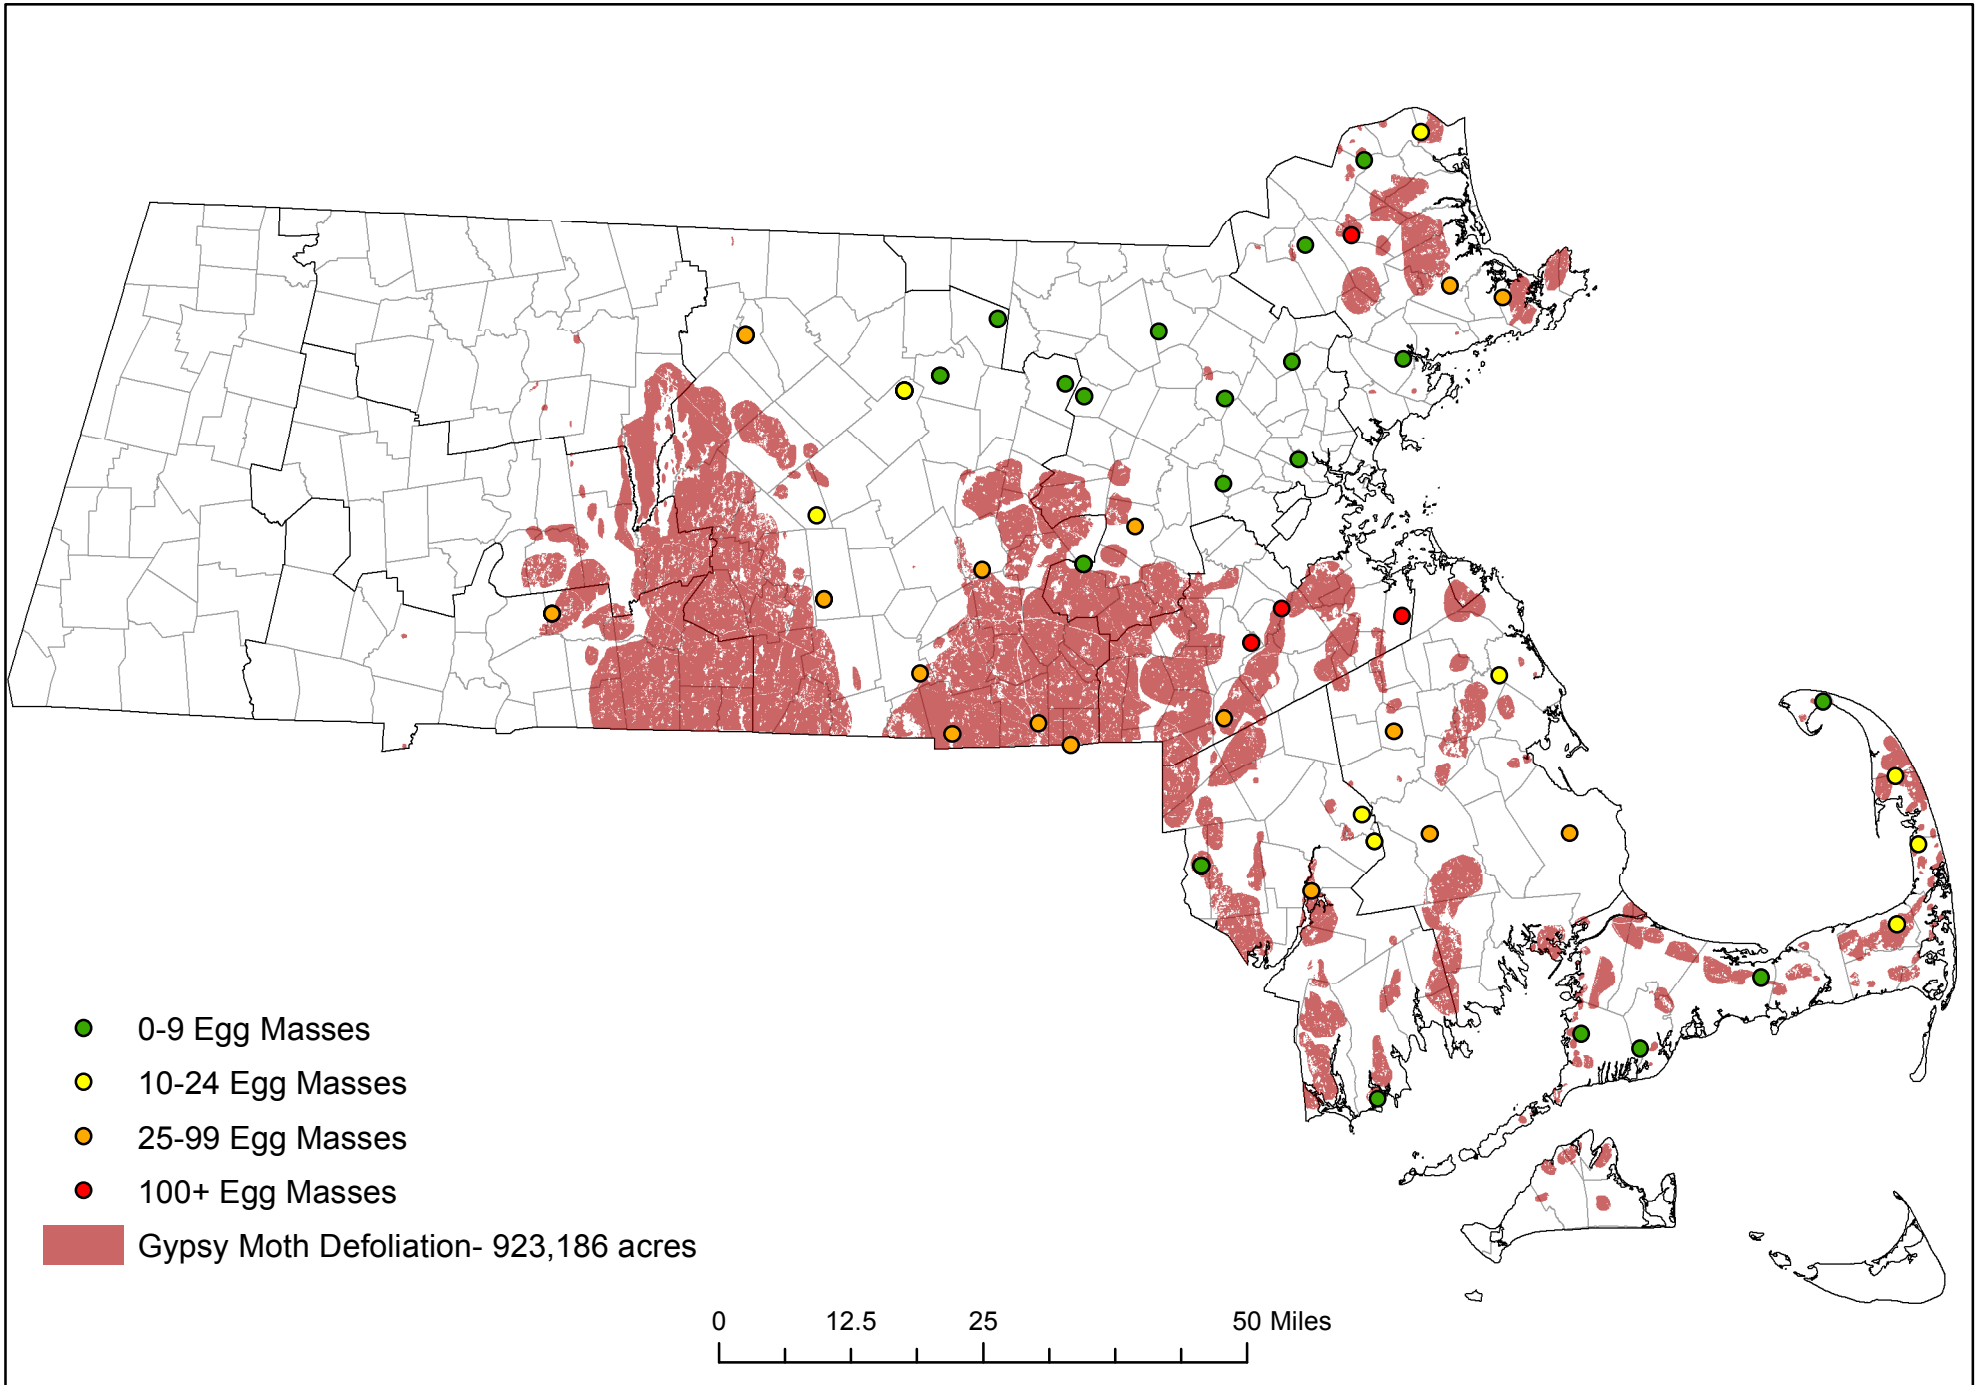 0-9 Egg Masses
10-24 Egg Masses
25-99 Egg Masses
100+ Egg Masses
Gypsy Moth Defoliation- 923,186 acres
0 12.5 25 50 Miles